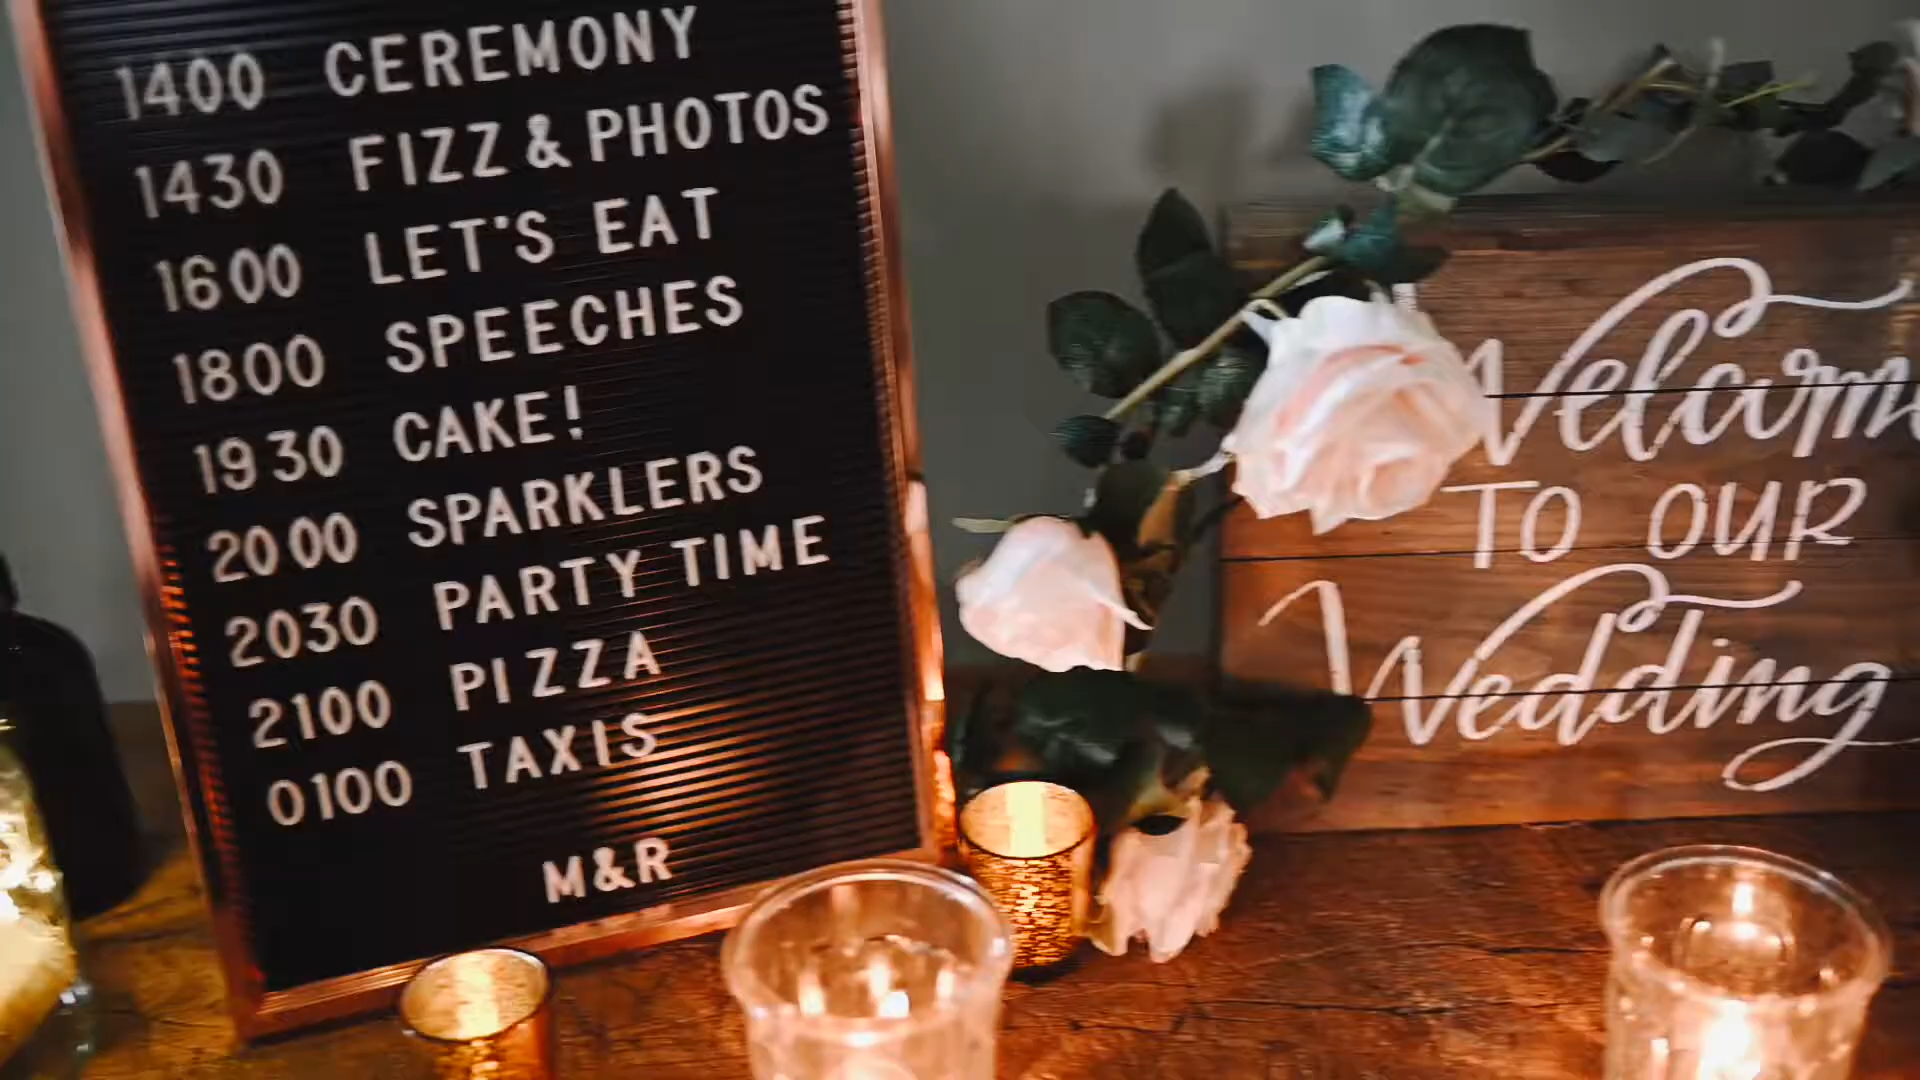 1400 CEREMONY
1430 FIZZ & PHOTOS
1600 LET'S EAT
1800 SPEECHES
1930 CAKE!
2000 SPARKLERS
2030 PARTY TIME
2100 PIZZA
0100 TAXIS
M&R
Welcome
TO OUR
Wedding